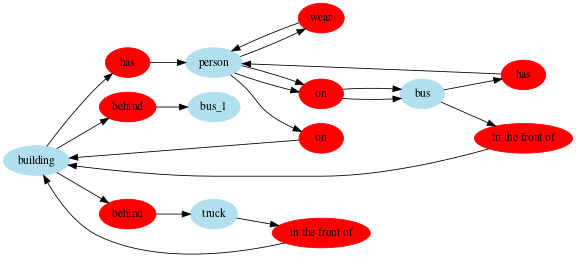 wear
has
person
has
on
behind
bus_1
bus
on
in the front of
building
behind
truck
in the front of